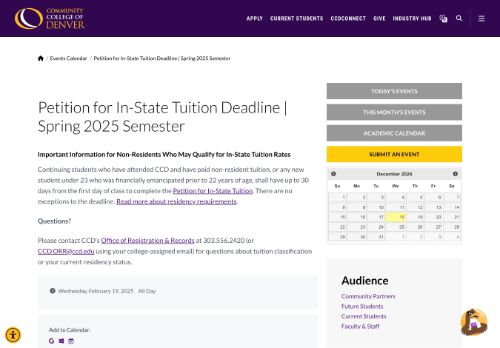 COMMUNITY
COLLEGE OF
DENVER
APPLY CURRENT STUDENTS CCDCONNECT GIVE INDUSTRY HUB
/ Events Calendar / Petition for In-State Tuition Deadline | Spring 2025 Semester
Petition for In-State Tuition Deadline |
Spring 2025 Semester
Important Information for Non-Residents Who May Qualify for In-State Tuition Rates
Continuing students who have attended CCD and have paid non-resident tuition, or any new
student under 23 who was financially emancipated prior to 22 years of age, shall have up to 30
days from the first day of class to complete the Petition for In-State Tuition. There are no
exceptions to the deadline. Read more about residency requirements.
Questions?
Please contact CCD's Office of Registration & Records at 303.556.2420 (or
CCD.ORR@ccd.edu using your college-assigned email) for questions about tuition classification
or your current residency status.
Wednesday, February 19, 2025 All Day
Add to Calendar:
TODAY'S EVENTS
THIS MONTH'S EVENTS
ACADEMIC CALENDAR
SUBMIT AN EVENT
December 2024
Su Mo Tu We Th Fr Sa
1 2 3 4 5 6 7
8 9 10 11 12 13 14
15 16 17 18 19 20 21
22 23 24 25 26 27 28
29 30 31 1 2 3 4
Audience
Community Partners
Future Students
Current Students
Faculty & Staff